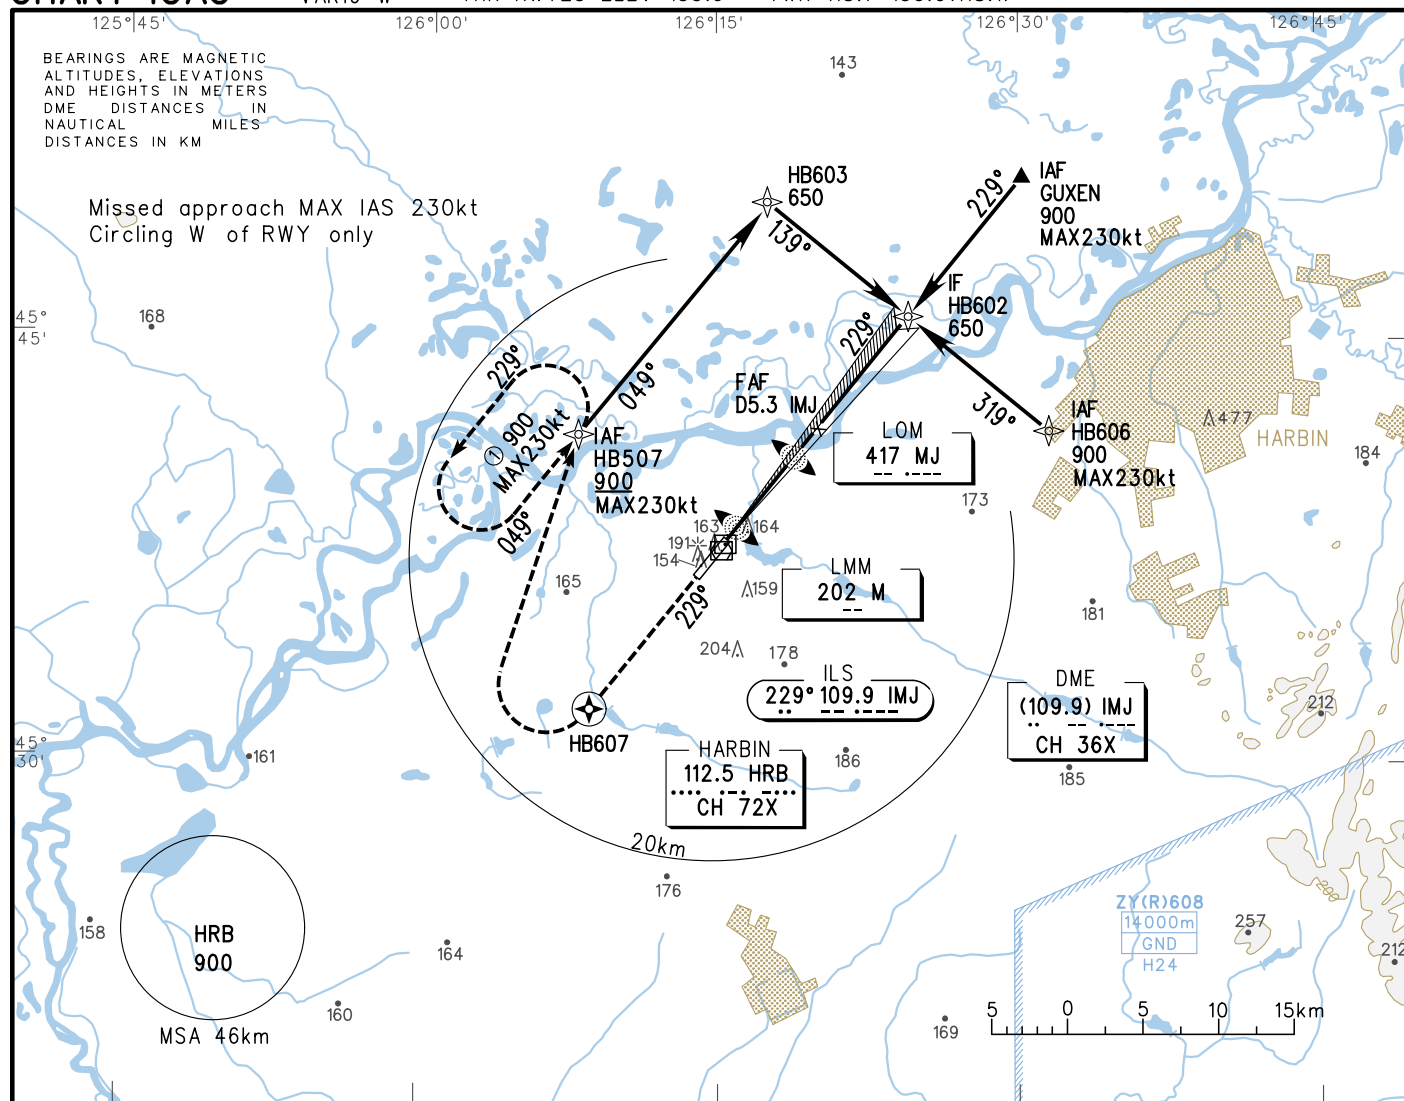 125°45'
126°00'
126°15'
126°30'
126°45'
BEARINGS ARE MAGNETIC
ALTITUDES, ELEVATIONS
AND HEIGHTS IN METERS
DME DISTANCES IN
NAUTICAL MILES
DISTANCES IN KM
143
Missed approach MAX IAS 230kt
Circling W of RWY only
HB603
650
139°
229°
IAF
GUXEN
900
MAX230kt
IF
HB602
650
45°
45'
168
229°
049°
229°
FAF
D5.3 IMJ
319°
IAF
HB606
900
MAX230kt
477
HARBIN
184
① 900
MAX230kt
IAF
HB507
900
MAX230kt
049°
LOM
417 MJ
-- .---
173
163
164
191
154
165
159
LMM
202 M
--
181
229°
204
178
ILS
229° 109.9 IMJ
.. -- .---
DME
(109.9) IMJ
.. -- .---
CH 36X
212
HB607
45°
30'
161
HARBIN
112.5 HRB
.... .-. -...
CH 72X
186
185
20km
176
200
158
HRB
900
164
ZY(R)608
14000m
GND
H24
257
212
160
MSA 46km
169
5 0 5 10 15km